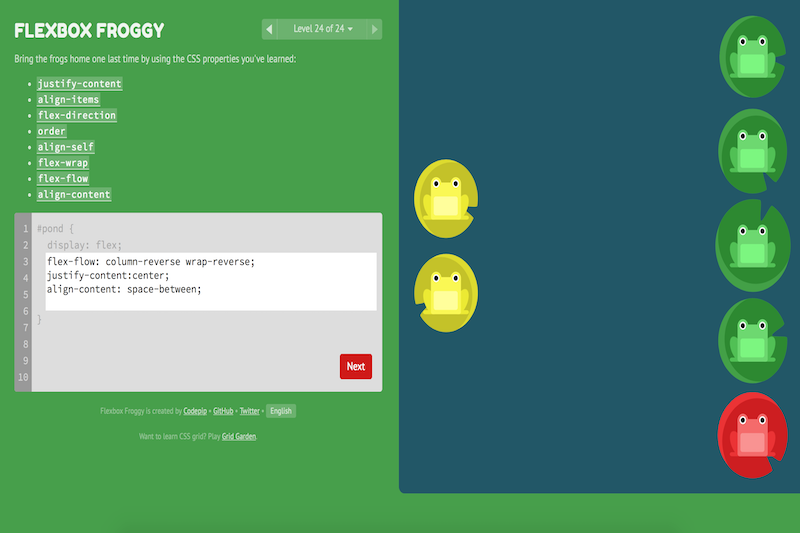 FLEXBOX FROGGY
Level 24 of 24
Bring the frogs home one last time by using the CSS properties you've learned:
justify-content
align-items
flex-direction
order
align-self
flex-wrap
flex-flow
align-content
1 #pond {
2 display: flex;
3 flex-flow: column-reverse wrap-reverse;
4 justify-content:center;
5 align-content: space-between;
6
7 }
8
9
10
Next
Flexbox Froggy is created by Codepip • GitHub • Twitter • English
Want to learn CSS grid? Play Grid Garden.